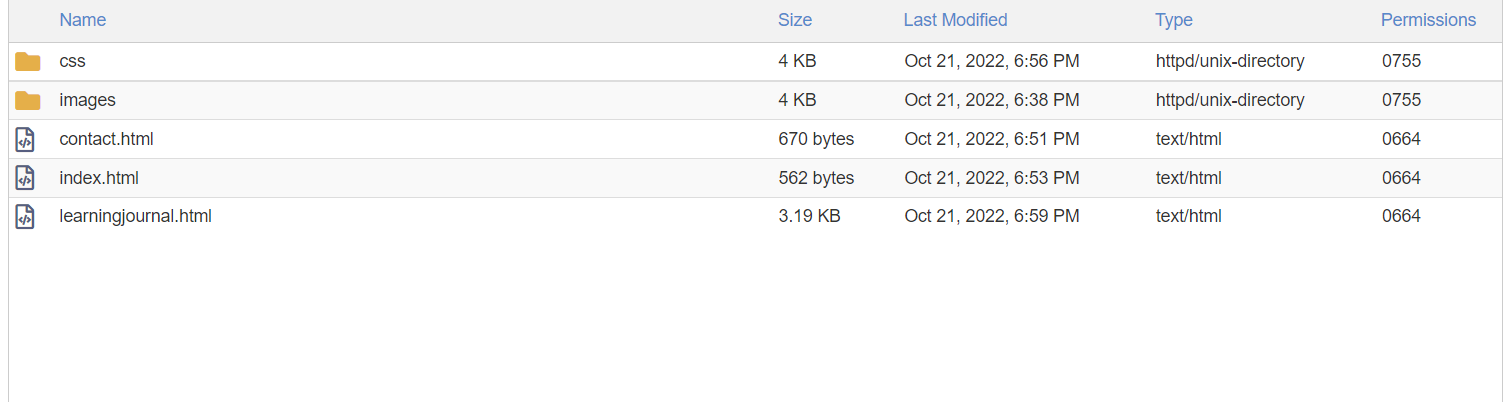 Name Size Last Modified Type Permissions
css 4 KB Oct 21, 2022, 6:56 PM httpd/unix-directory 0755
images 4 KB Oct 21, 2022, 6:38 PM httpd/unix-directory 0755
contact.html 670 bytes Oct 21, 2022, 6:51 PM text/html 0664
index.html 562 bytes Oct 21, 2022, 6:53 PM text/html 0664
learningjournal.html 3.19 KB Oct 21, 2022, 6:59 PM text/html 0664